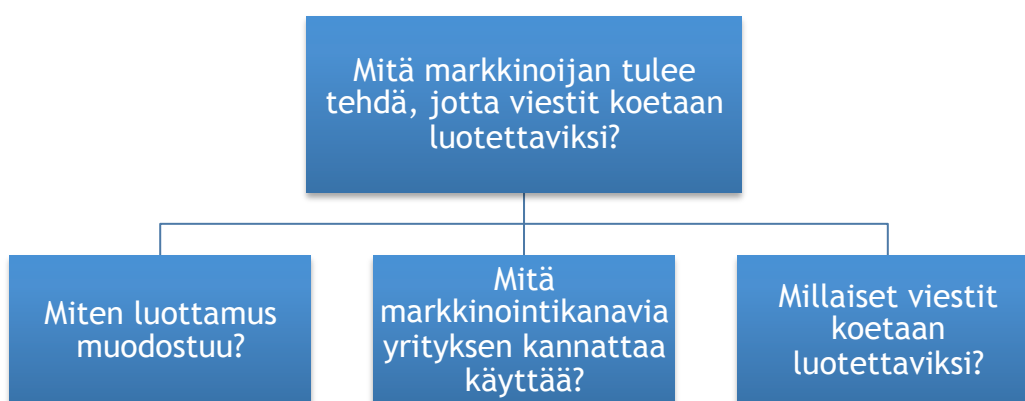 Mitä markkinoijan tulee
tehdä, jotta viestit koetaan
luotettaviksi?
Miten luottamus
muodostuu?
Mitä
markkinointikanavia
yrityksen kannattaa
käyttää?
Millaiset viestit
koetaan
luotettaviksi?